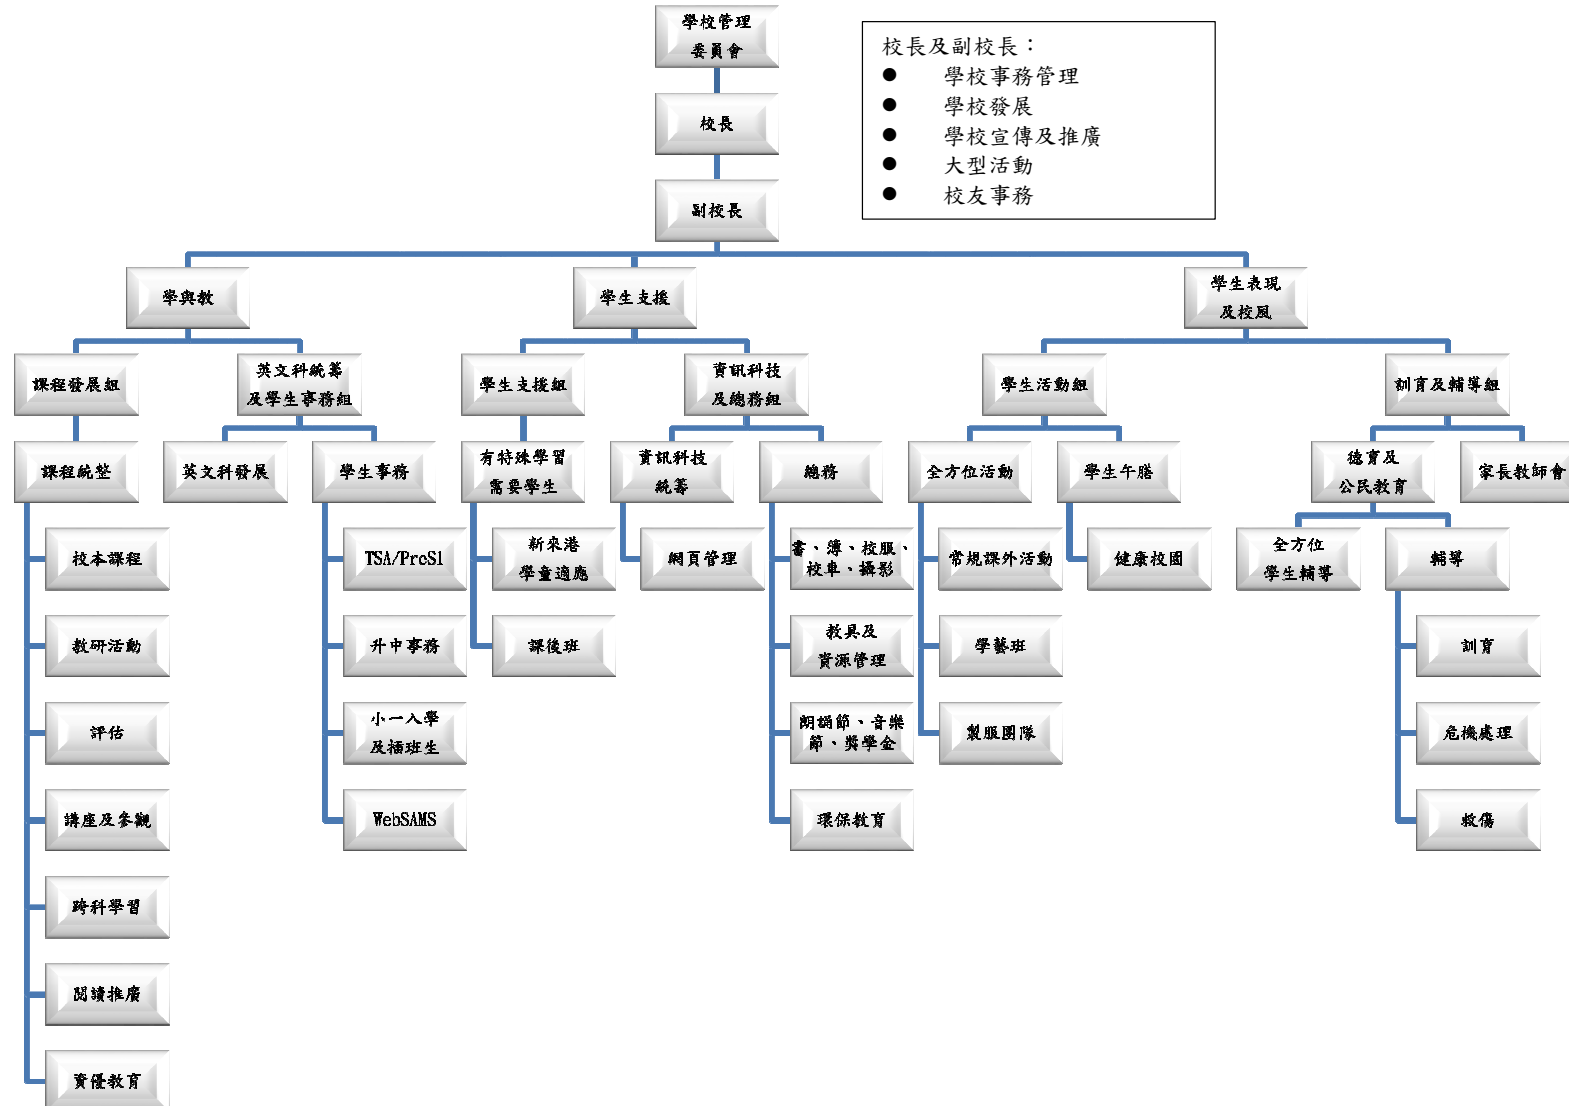 學校管理
委員會
校長及副校長：
● 學校事務管理
● 學校發展
● 學校宣傳及推廣
● 大型活動
● 校友事務
校長
副校長
學與教
學生支援
學生表現
及校風
課程發展組
英文科統籌
及學生事務組
學生支援組
資訊科技
及總務組
學生活動組
訓育及輔導組
課程統整
英文科發展
學生事務
有特殊學習
需要學生
資訊科技
統籌
總務
全方位活動
學生午膳
德育及
公民教育
家長教師會
校本課程
TSA/PreS1
新來港
學童適應
網頁管理
書、簿、校服、
校車、攝影
常規課外活動
健康校園
全方位
學生輔導
輔導
教研活動
升中事務
課後班
教具及
資源管理
學藝班
訓育
評估
小一入學
及插班生
朗誦節、音樂
節、獎學金
製服團隊
危機處理
講座及參觀
WebSAMS
環保教育
救傷
跨科學習
閱讀推廣
資優教育